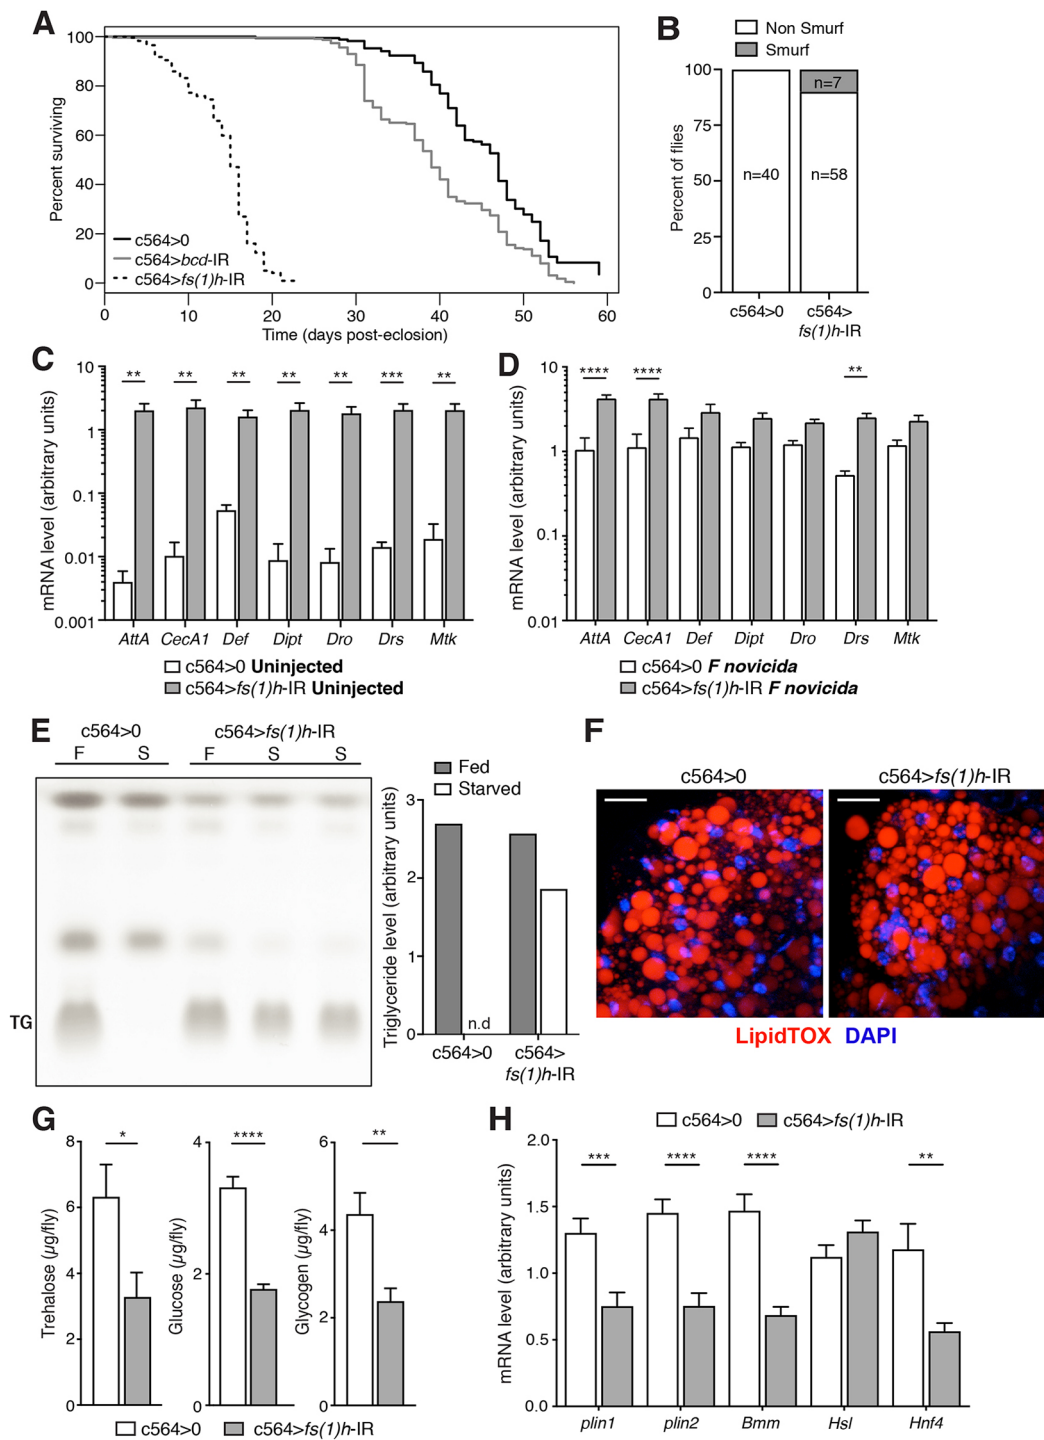 A
100
80
60
40
20
0
Percent surviving
c564>0
c564>bcd-IR
c564>fs(1)h-IR
0 10 20 30 40 50 60
Time (days post-eclosion)
B
Non Smurf
Smurf
100
75
50
25
0
Percent of flies
n=7
n=40 n=58
c564>0 c564>
fs(1)h-IR
C
10
1
0.1
0.01
0.001
mRNA level (arbitrary units)
** ** ** ** ** *** **
AttA CecA1 Def Dipt Dro Drs Mtk
c564>0 Uninjected
c564>fs(1)h-IR Uninjected
D
10
1
0.1
0.01
mRNA level (arbitrary units)
**** **** **
AttA CecA1 Def Dipt Dro Drs Mtk
c564>0 F novicida
c564>fs(1)h-IR F novicida
E
c564>0 c564>fs(1)h-IR
F S F S S
TG
Fed
Starved
3
2
1
0
Triglyceride level (arbitrary units)
n.d
c564>0 c564>
fs(1)h-IR
F
c564>0 c564>fs(1)h-IR
LipidTOX DAPI
G
8
6
4
2
0
Trehalose (µg/fly)
*
4
2
0
Glucose (µg/fly)
****
6
4
2
0
Glycogen (µg/fly)
**
c564>0 c564>fs(1)h-IR
H
c564>0 c564>fs(1)h-IR
2.0
1.5
1.0
0.5
0.0
mRNA level (arbitrary units)
*** **** **** **
plin1 plin2 Bmm Hsl Hnf4